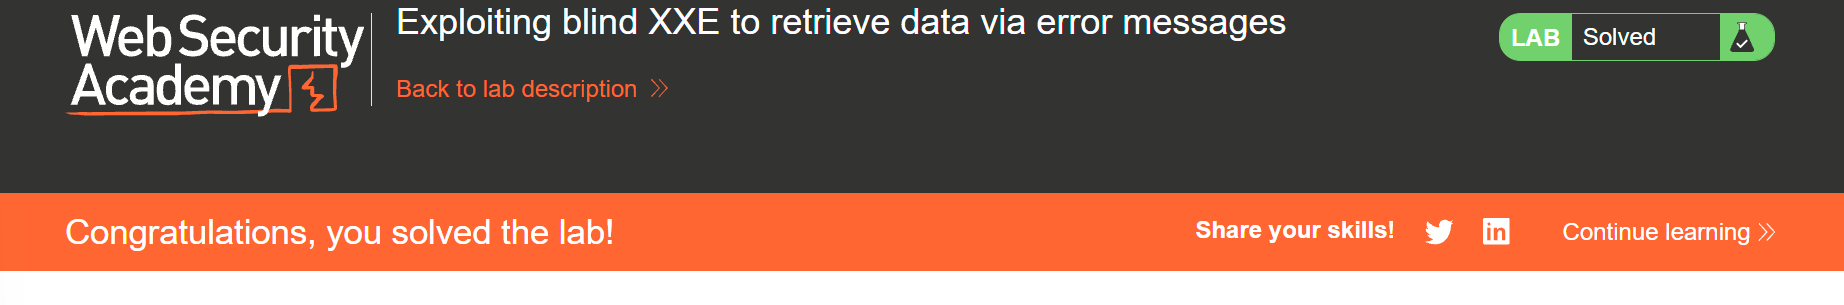 Web Security
Academy
Exploiting blind XXE to retrieve data via error messages
Back to lab description
LAB Solved
Congratulations, you solved the lab!
Share your skills!
in
Continue learning